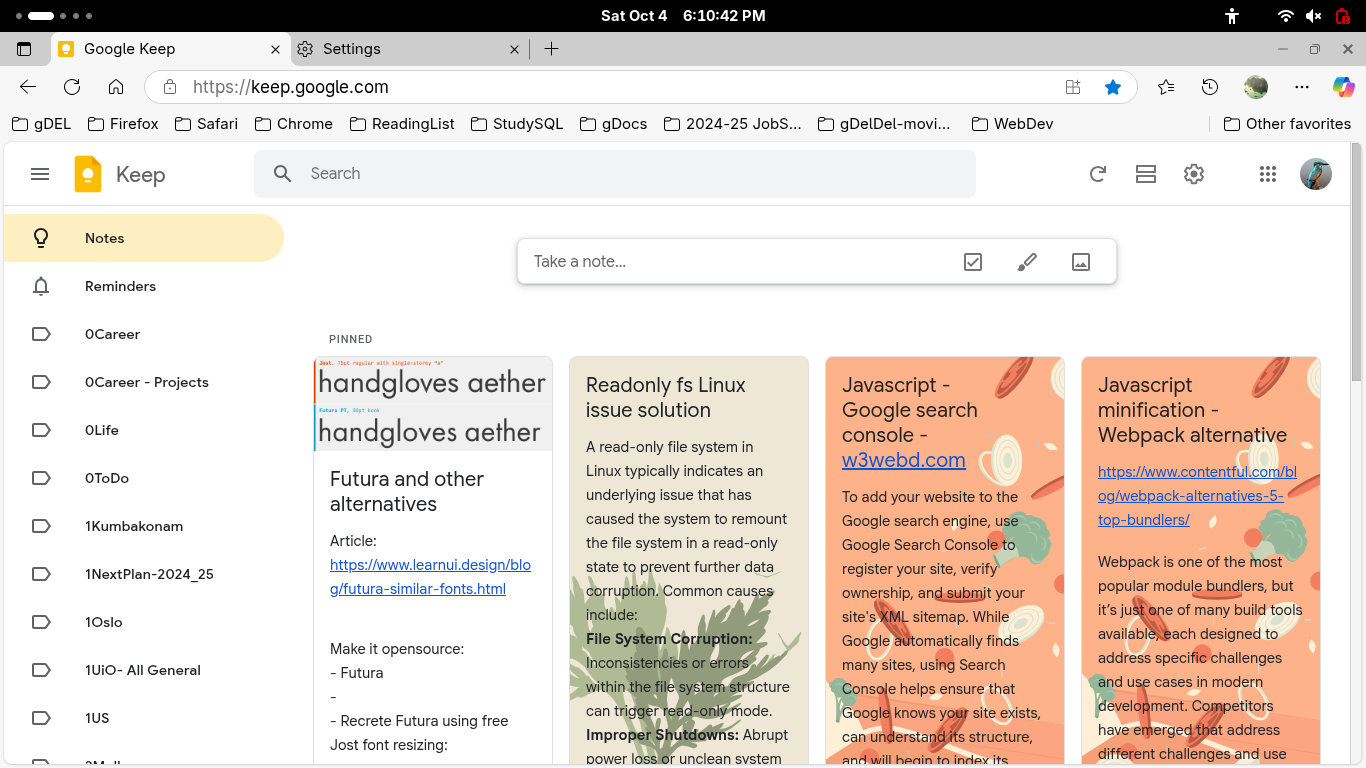 Sat Oct 4 6:10:42 PM
Google Keep
Settings
https://keep.google.com
gDEL
Firefox
Safari
Chrome
ReadingList
StudySQL
gDocs
2024-25 JobS...
gDelDel-movi...
WebDev
Other favorites
Keep
Search
Notes
Reminders
0Career
0Career - Projects
0Life
0ToDo
1Kumbakonam
1NextPlan-2024_25
1Oslo
1UiO- All General
1US
Take a note...
PINNED
Jost, 75pt regular with single-storey "a"
handgloves aether
Futura PT, 80pt book
handgloves aether
Futura and other
alternatives
Article:
https://www.learnui.design/blo
g/futura-similar-fonts.html
Make it opensource:
- Futura
-
- Recrete Futura using free
Jost font resizing:
Readonly fs Linux
issue solution
A read-only file system in
Linux typically indicates an
underlying issue that has
caused the system to remount
the file system in a read-only
state to prevent further data
corruption. Common causes
include:
File System Corruption:
Inconsistencies or errors
within the file system structure
can trigger read-only mode.
Improper Shutdowns: Abrupt
power loss or unclean system
Javascript -
Google search
console -
w3webd.com
To add your website to the
Google search engine, use
Google Search Console to
register your site, verify
ownership, and submit your
site's XML sitemap. While
Google automatically finds
many sites, using Search
Console helps ensure that
Google knows your site exists,
can understand its structure,
and will begin to index its
Javascript
minification -
Webpack alternative
https://www.contentful.com/bl
og/webpack-alternatives-5-
top-bundlers/
Webpack is one of the most
popular module bundlers, but
it's just one of many build tools
available, each designed to
address specific challenges
and use cases in modern
development. Competitors
have emerged that address
different challenges and use